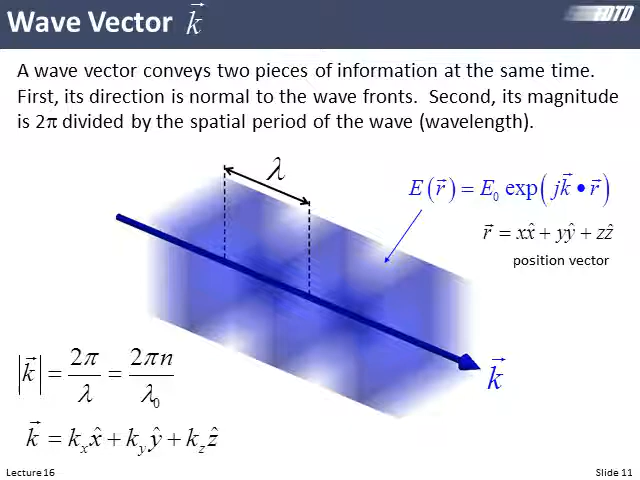 Wave Vector k⃗
FDTD
A wave vector conveys two pieces of information at the same time.
First, its direction is normal to the wave fronts.  Second, its magnitude
is 2π divided by the spatial period of the wave (wavelength).
λ
E(r⃗) = E₀ exp(jk⃗ • r⃗)
r⃗ = xx̂ + yŷ + zẑ
position vector
|k⃗| = 2π/λ = 2πn/λ₀
k⃗
k⃗ = kₓx̂ + k_yŷ + k_zẑ
Lecture 16
Slide 11